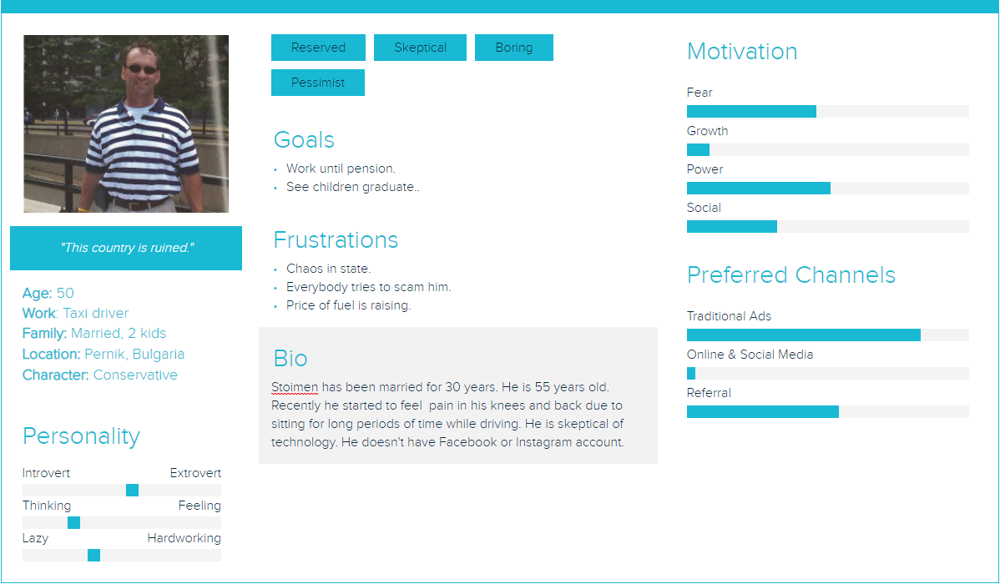 "This country is ruined."
Age: 50
Work: Taxi driver
Family: Married, 2 kids
Location: Pernik, Bulgaria
Character: Conservative
Personality
Introvert Extrovert
Thinking Feeling
Lazy Hardworking
Reserved Skeptical Boring
Pessimist
Goals
• Work until pension.
• See children graduate..
Frustrations
• Chaos in state.
• Everybody tries to scam him.
• Price of fuel is raising.
Bio
Stoimen has been married for 30 years. He is 55 years old.
Recently he started to feel  pain in his knees and back due to
sitting for long periods of time while driving. He is skeptical of
technology. He doesn't have Facebook or Instagram account.
Motivation
Fear
Growth
Power
Social
Preferred Channels
Traditional Ads
Online & Social Media
Referral